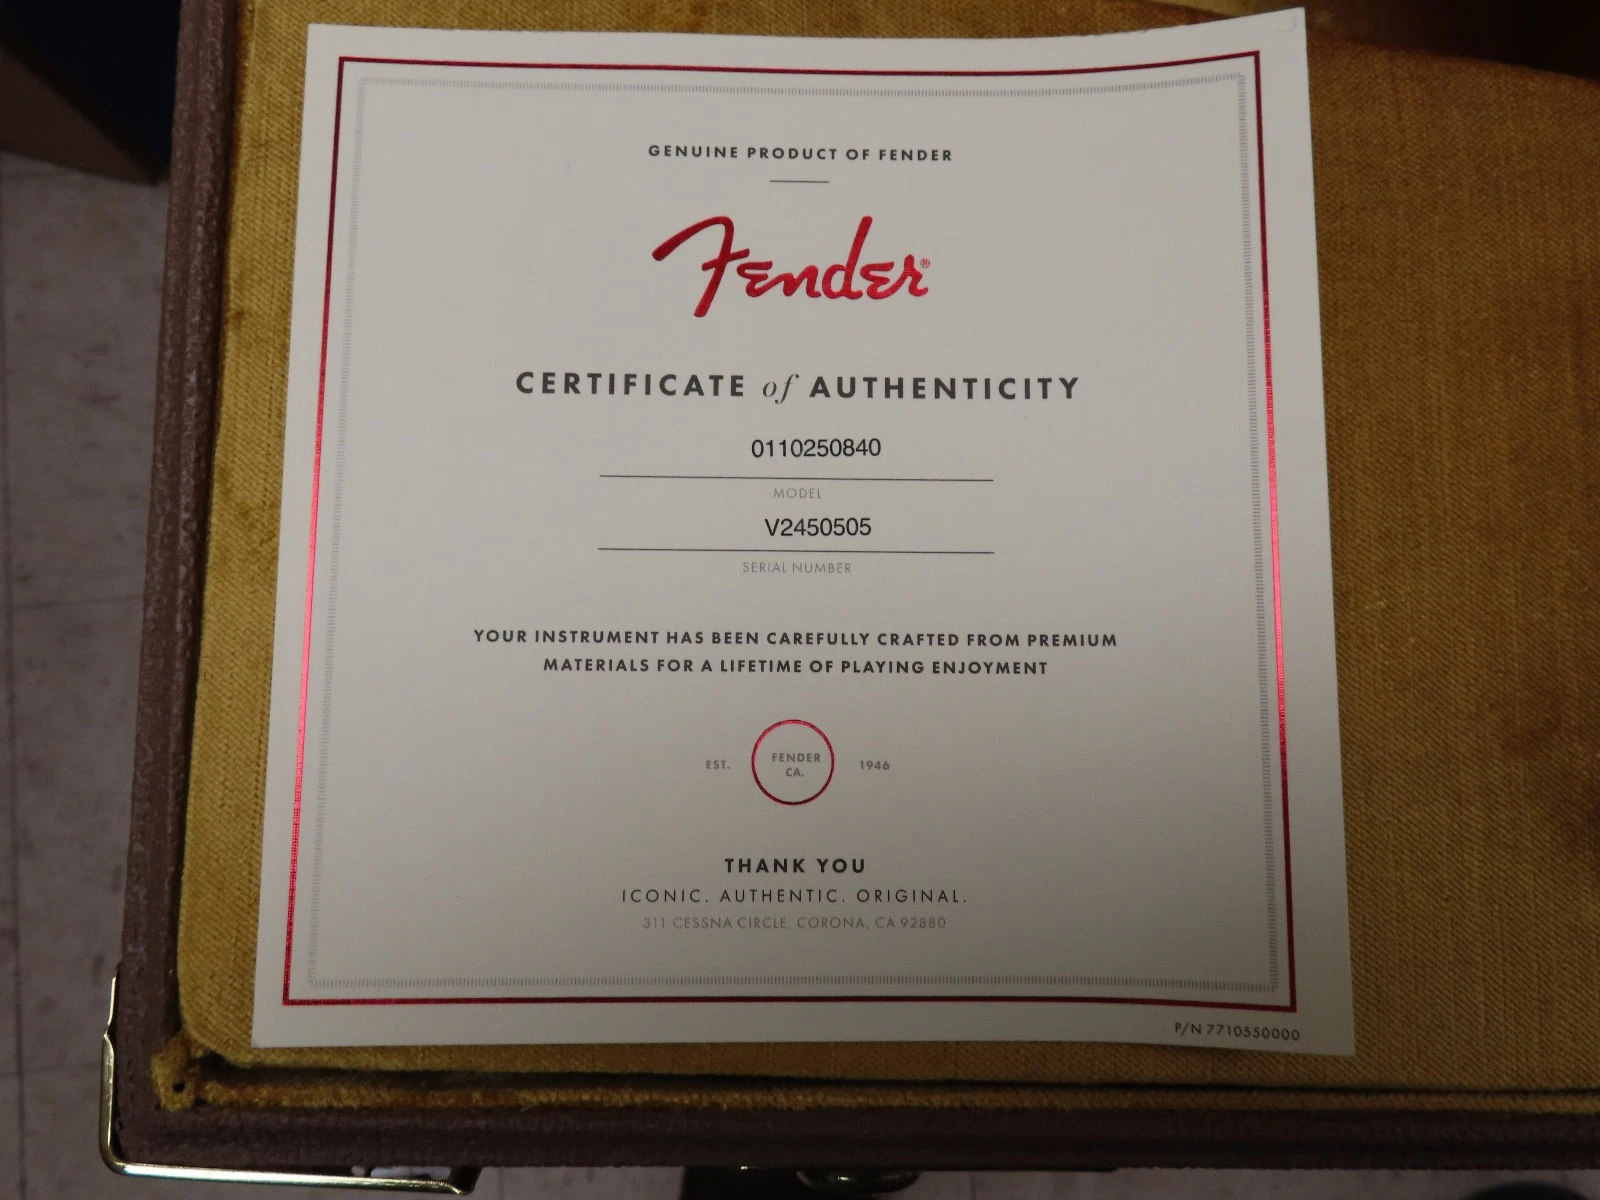 GENUINE PRODUCT OF FENDER
Fender®
CERTIFICATE of AUTHENTICITY
0110250840
MODEL
V2450505
SERIAL NUMBER
YOUR INSTRUMENT HAS BEEN CAREFULLY CRAFTED FROM PREMIUM
MATERIALS FOR A LIFETIME OF PLAYING ENJOYMENT
EST. FENDER CA. 1946
THANK YOU
ICONIC. AUTHENTIC. ORIGINAL.
311 CESSNA CIRCLE, CORONA, CA 92880
P/N 7710550000